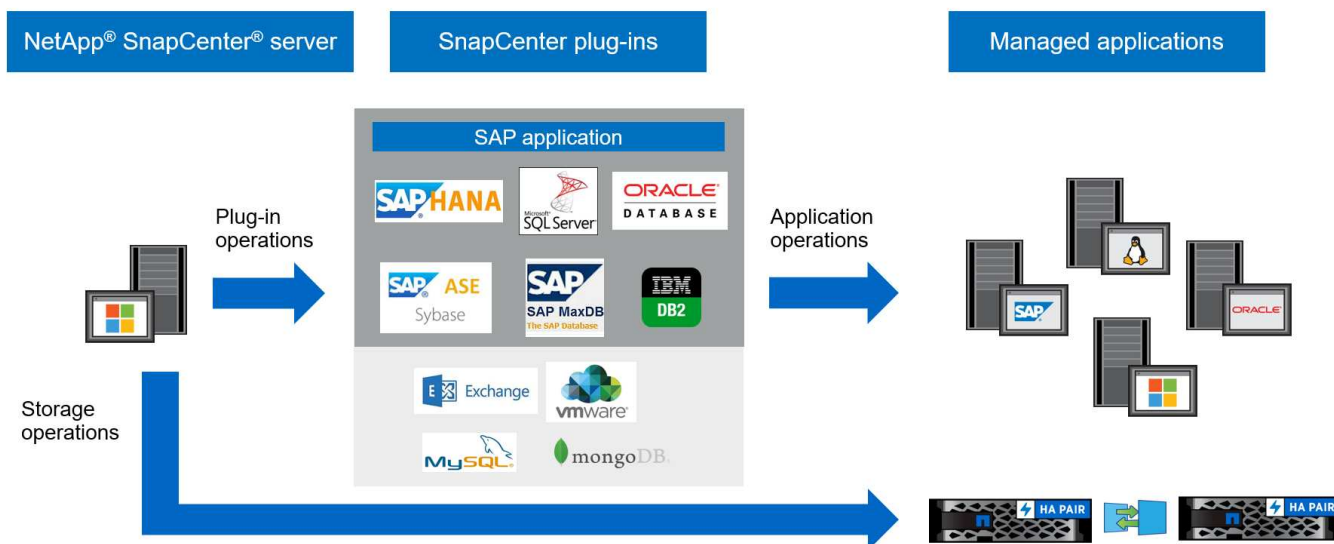 NetApp® SnapCenter® server
SnapCenter plug-ins
Managed applications
SAP application
SAP® HANA
Microsoft®
SQL Server®
ORACLE®
DATABASE
Plug-in
operations
Application
operations
SAP® ASE
Sybase
SAP
SAP MaxDB
The SAP Database
IBM
DB2
SAP
ORACLE
E Exchange
vmware®
MySQL®
mongoDB
Storage
operations
HA PAIR
HA PAIR